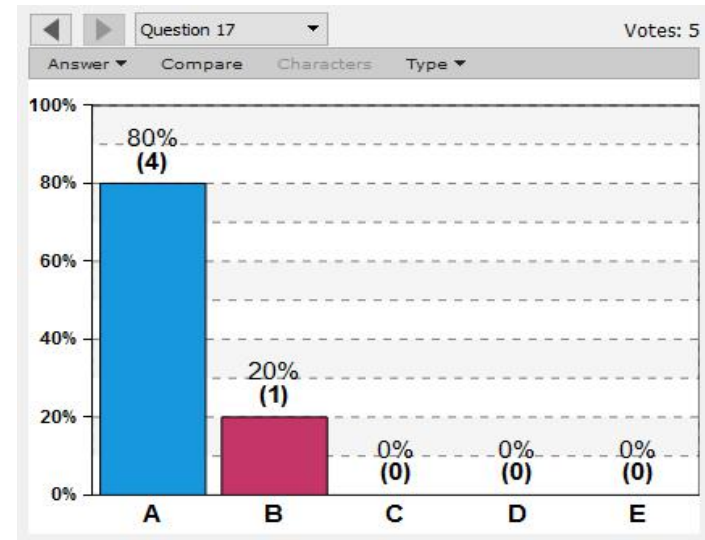 Question 17 Votes: 5
Answer Compare Characters Type
100%
80%
(4)
80%
60%
40%
20%
(1)
20%
0% 0% 0%
(0) (0) (0)
0%
A B C D E